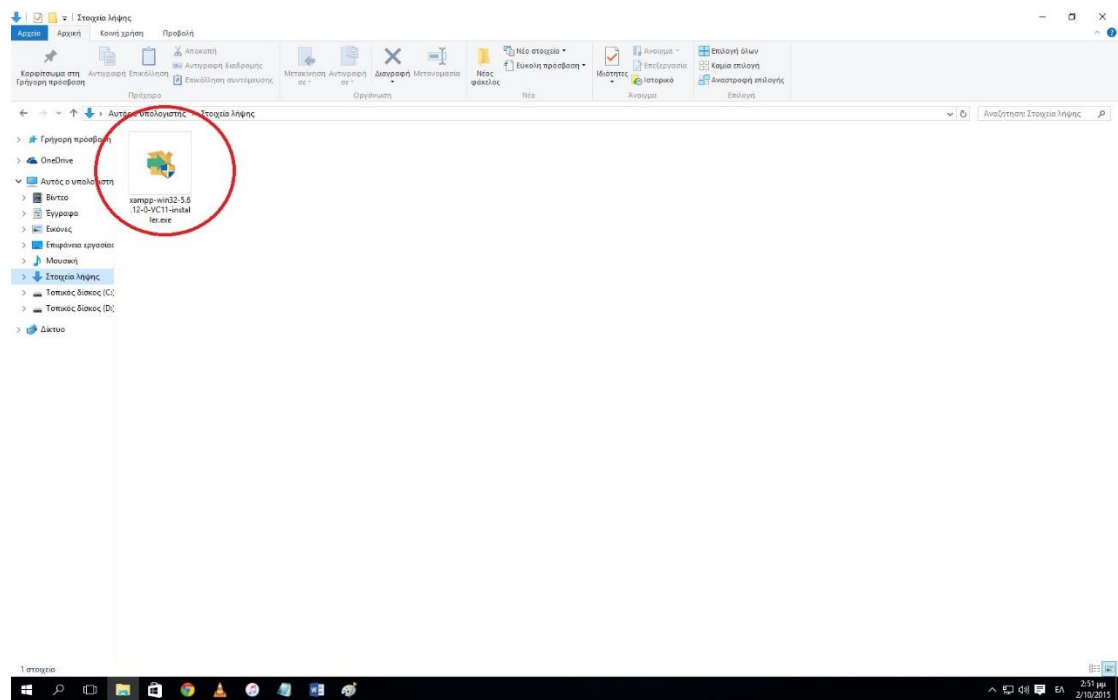 Στοιχεία λήψης
Αρχείο Αρχική Κοινή χρήση Προβολή
Καρφίτσωμα στη Γρήγορη πρόσβαση
Αντιγραφή
Επικόλληση
Αποκοπή
Αντιγραφή διαδρομής
Επικόλληση συντόμευσης
Πρόχειρο
Μετακίνηση σε
Αντιγραφή σε
Διαγραφή
Μετονομασία
Οργάνωση
Νέος φάκελος
Νέο στοιχείο
Εύκολη πρόσβαση
Νέο
Ιδιότητες
Άνοιγμα
Επεξεργασία
Ιστορικό
Άνοιγμα
Επιλογή όλων
Καμία επιλογή
Αναστροφή επιλογής
Επιλογή
Αυτός ο υπολογιστής Στοιχεία λήψης
Αναζήτηση: Στοιχεία λήψης
Γρήγορη πρόσβαση
OneDrive
Αυτός ο υπολογιστή
Βίντεο
Έγγραφα
Εικόνες
Επιφάνεια εργασίας
Μουσική
Στοιχεία λήψης
Τοπικός δίσκος (C:)
Τοπικός δίσκος (D:)
Δίκτυο
xampp-win32-5.6
.12-0-VC11-instal
ler.exe
1 στοιχείο
ΕΛ
2:51 μμ
2/10/2015